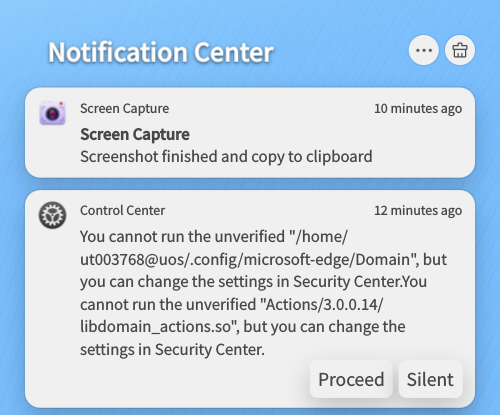 Notification Center
Screen Capture
10 minutes ago
Screen Capture
Screenshot finished and copy to clipboard
Control Center
12 minutes ago
You cannot run the unverified "/home/
ut003768@uos/.config/microsoft-edge/Domain", but
you can change the settings in Security Center.You
cannot run the unverified "Actions/3.0.0.14/
libdomain_actions.so", but you can change the
settings in Security Center.
Proceed
Silent